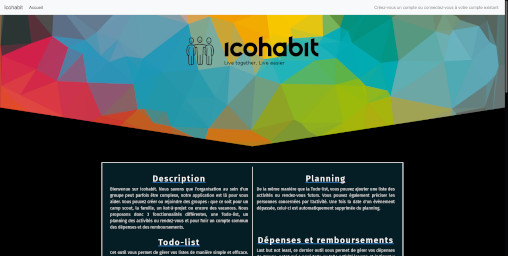 icohabit Accueil
Créez-vous un compte ou connectez-vous à votre compte existant
icohabit
Live together. Live easier
Description
Bienvenue sur Icohabit. Nous savons que l'organisation au sein d'un
groupe peut parfois être complexe, notre application est là pour vous
aider. Vous pouvez créer ou rejoindre des groupes : que ce soit pour un
camp scout, la famille, un kot-à-projet ou encore des vacances. Nous
proposons donc 3 fonctionnalités différentes, une Todo-list, un
planning des activités ou rendez-vous et pour finir un compte commun
des dépenses et des remboursements.
Todo-list
Cet outil vous permet de gérer vos listes de manière simple et efficace.
Planning
De la même manière que la Todo-list, vous pouvez ajouter une liste des
activités ou rendez-vous futurs. Vous pouvez également préciser les
personnes concernées par l'activité. Une fois la date d'un évènement
dépassée, celui-ci est automatiquement supprimée du planning.
Dépenses et remboursements
Last but not least, ce dernier outil vous permet de gérer vos dépenses